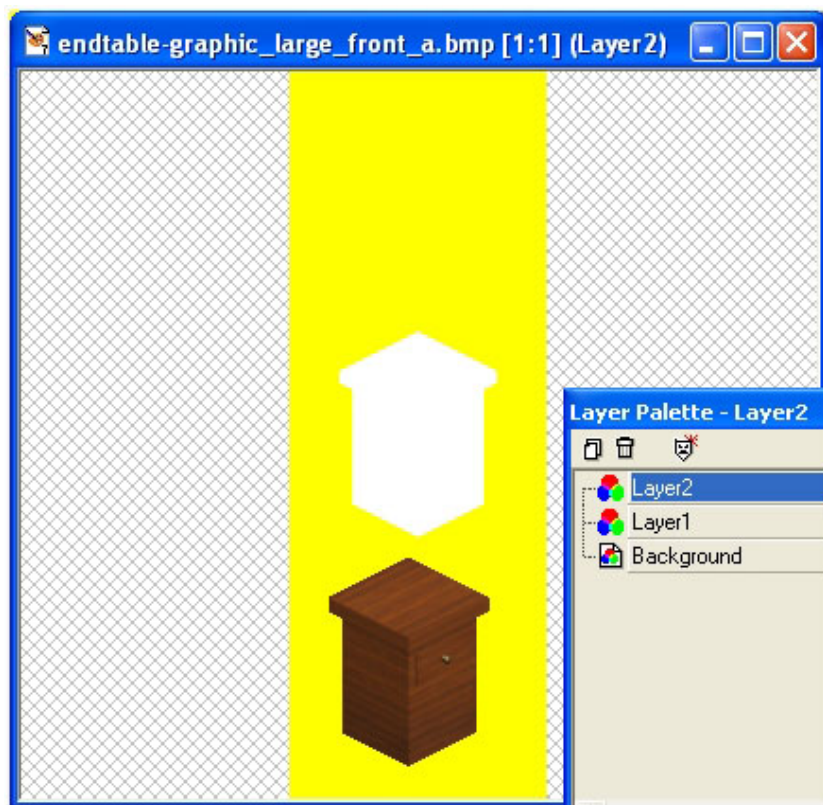 endtable-graphic_large_front_a.bmp [1:1] (Layer2)
Layer Palette - Layer2
Layer2
Layer1
Background